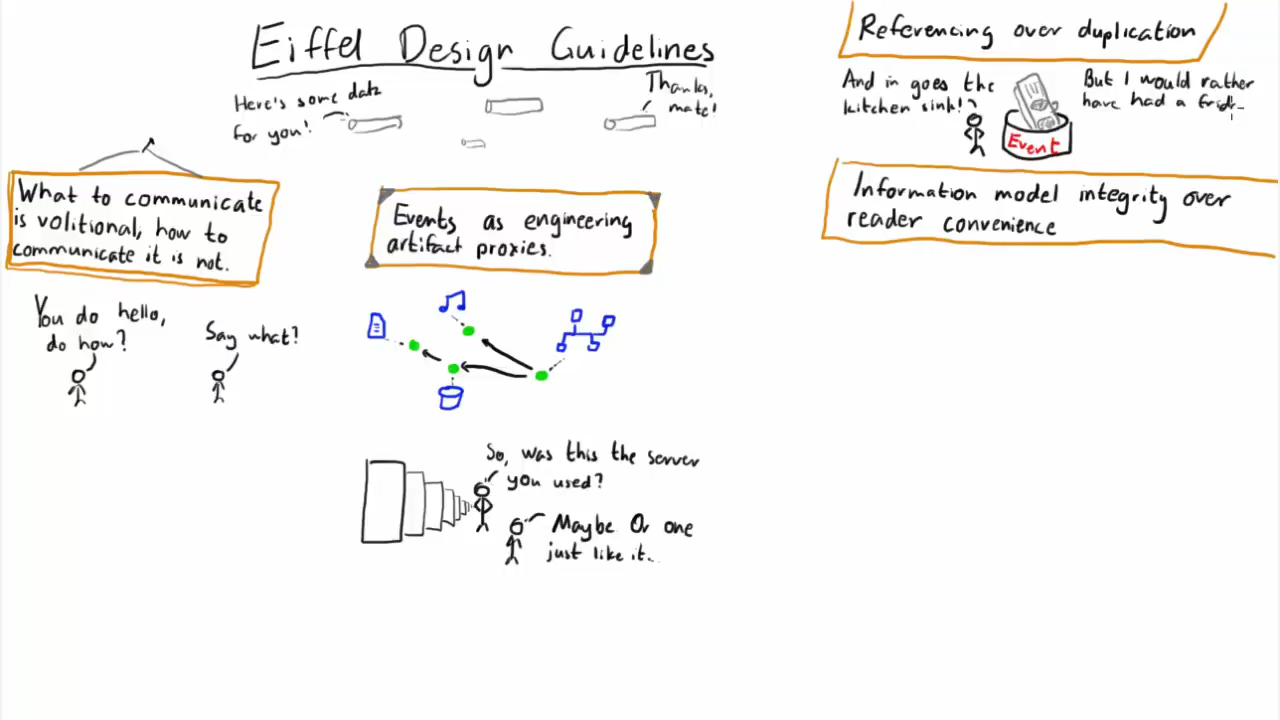 Eiffel Design Guidelines
Here's some data
for you!
Thanks,
mate!
What to communicate
is volitional, how to
communicate it is not.
You do hello,
do how?
Say what?
Events as engineering
artifact proxies.
So, was this the server
you used?
Maybe Or one
just like it..
Referencing over duplication
And in goes the
kitchen sink!
But I would rather
have had a
Event
Information model integrity over
reader convenience